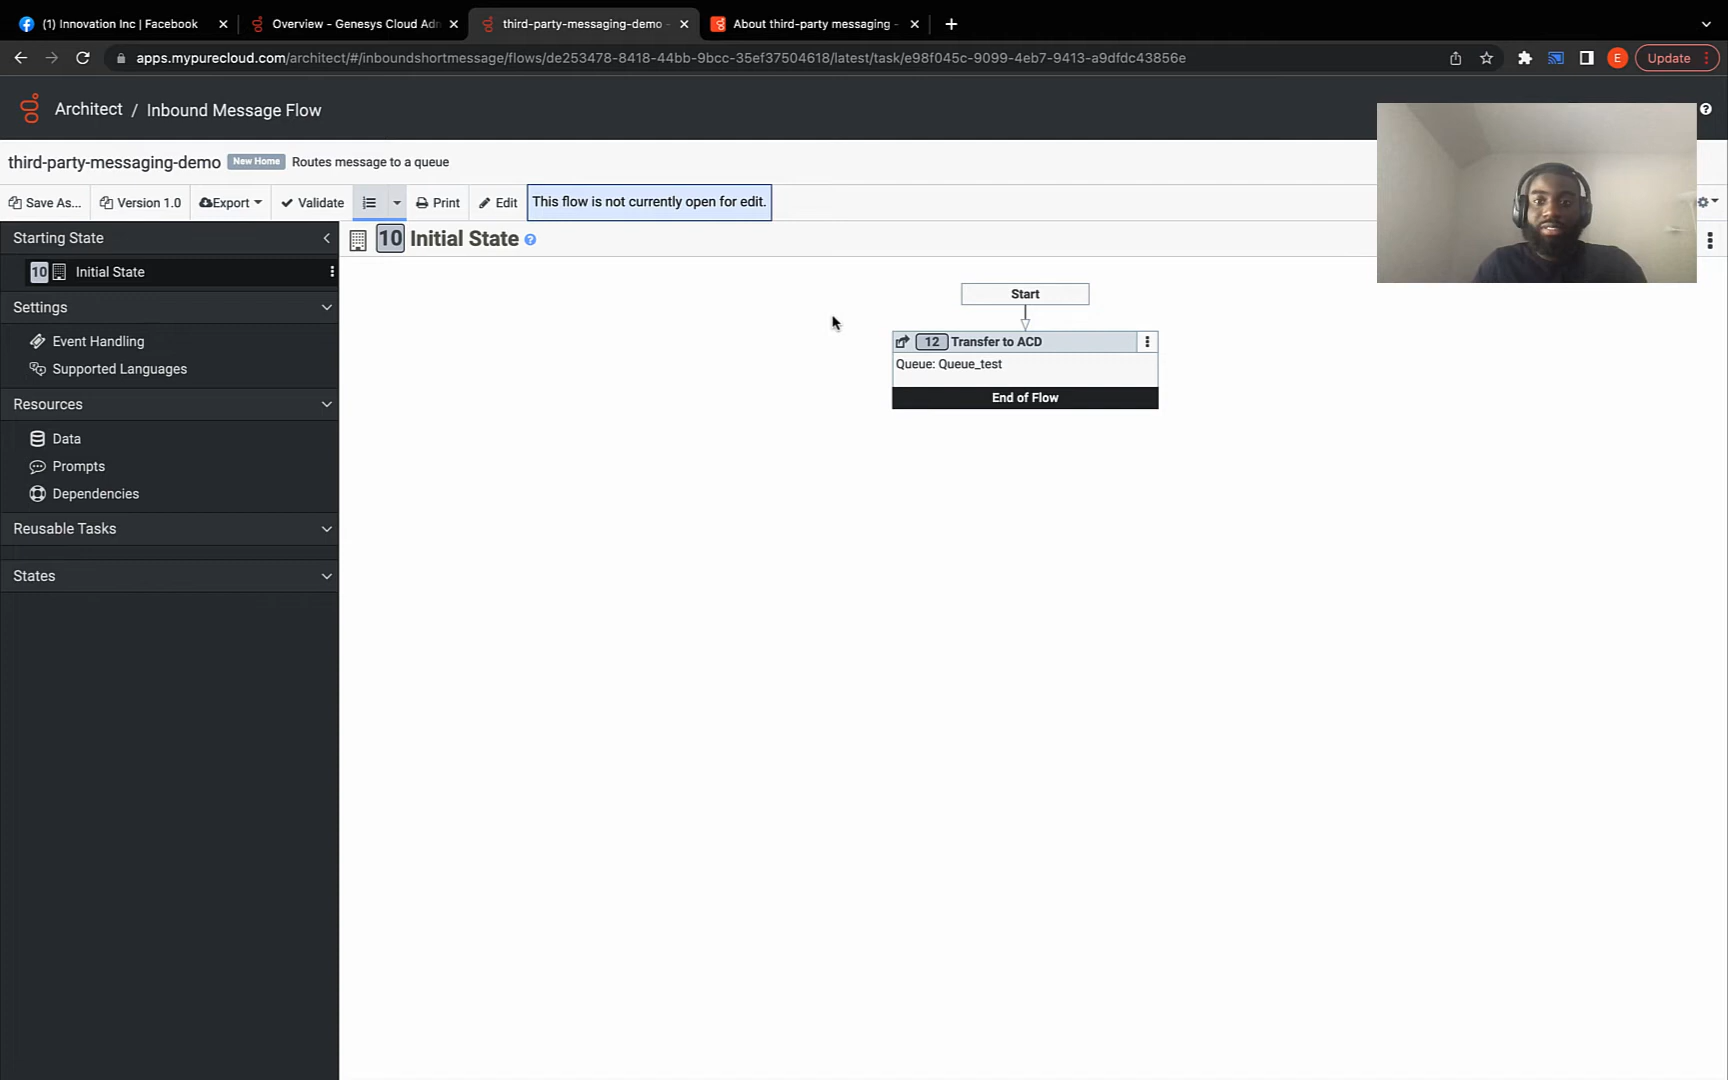 (1) Innovation Inc | Facebook
Overview - Genesys Cloud Adm
third-party-messaging-demo -
About third-party messaging -
apps.mypurecloud.com/architect/#/inboundshortmessage/flows/de253478-8418-44bb-9bcc-35ef37504618/latest/task/e98f045c-9099-4eb7-9413-a9dfdc43856e
E
Update
Architect / Inbound Message Flow
third-party-messaging-demo New Home Routes message to a queue
Save As...
Version 1.0
Export
Validate
Print
Edit
This flow is not currently open for edit.
Starting State
10 Initial State
10 Initial State
Settings
Event Handling
Supported Languages
Resources
Data
Prompts
Dependencies
Reusable Tasks
States
Start
12 Transfer to ACD
Queue: Queue_test
End of Flow